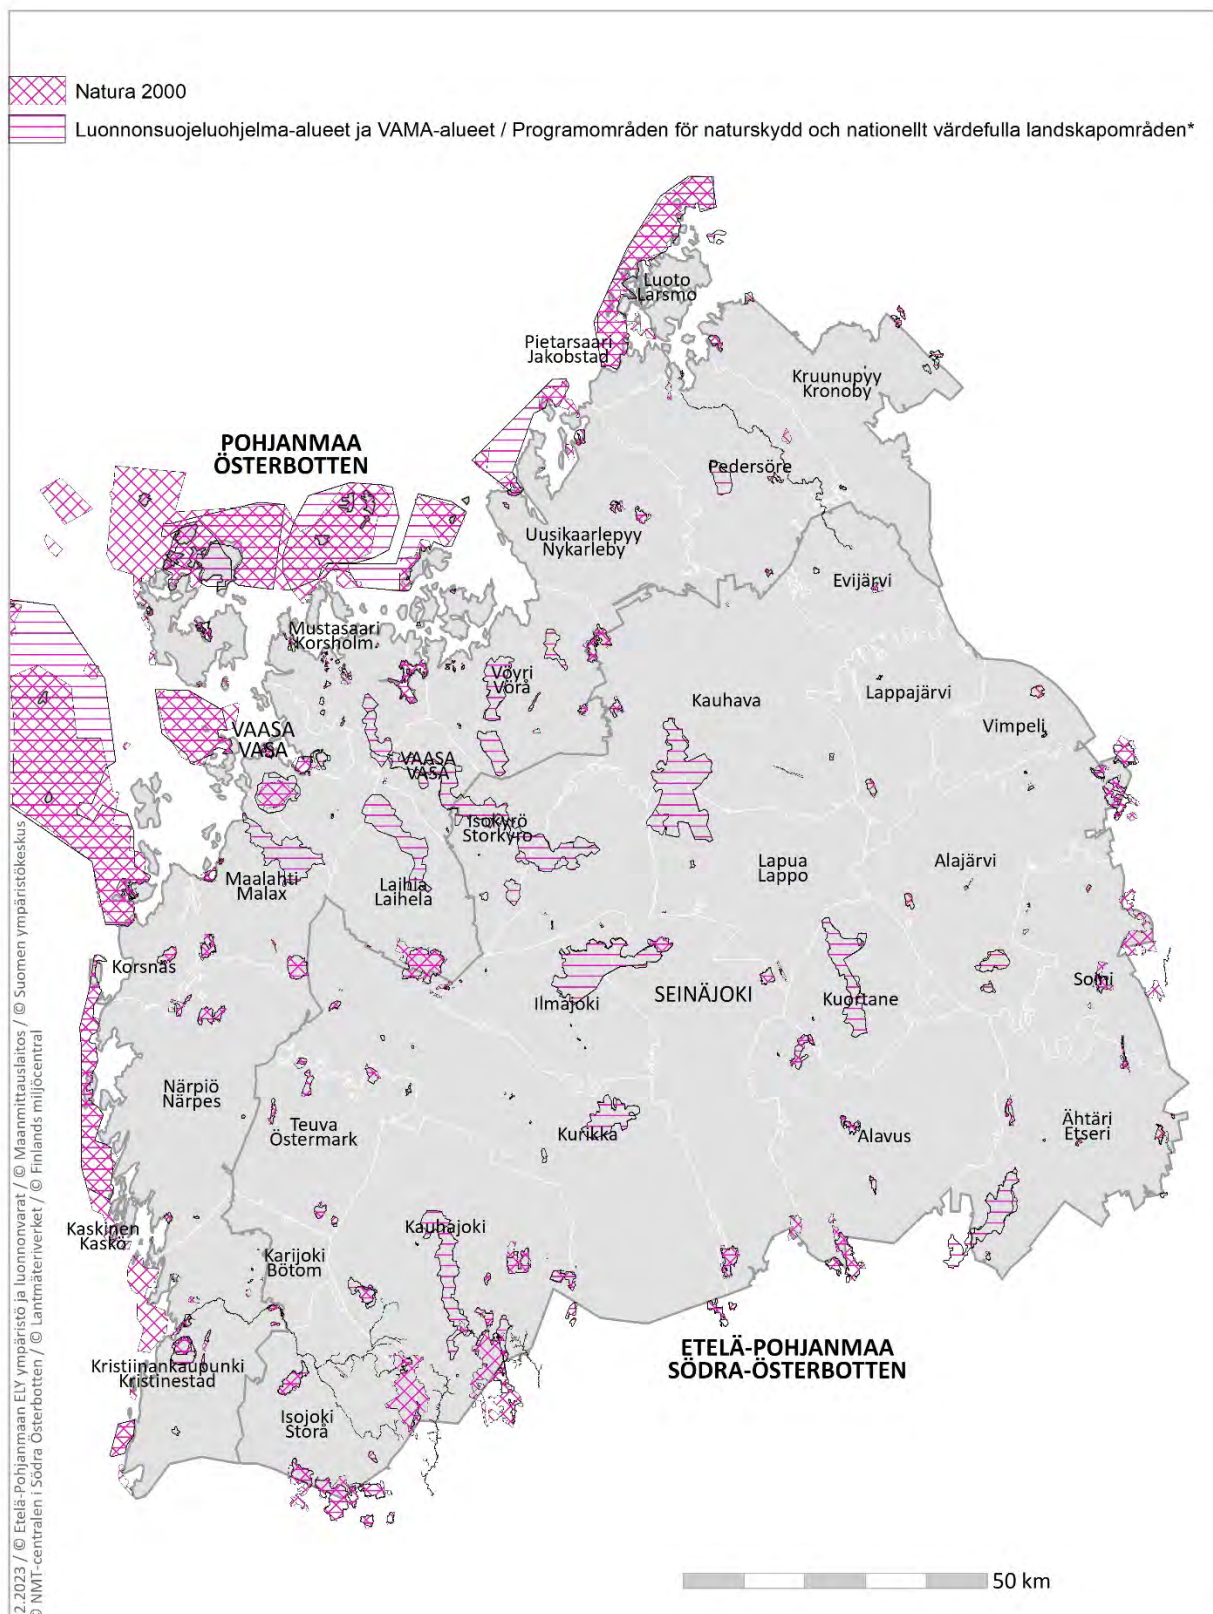 Natura 2000
Luonnonsuojeluohjelma-alueet ja VAMA-alueet / Programområden för naturskydd och nationellt värdefulla landskapområden*
Luoto
Larsmo
Pietarsaari
Jakobstad
Kruunupyy
Kronoby
POHJANMAA
ÖSTERBOTTEN
Pedersöre
Uusikaarlepyy
Nykarleby
Evijärvi
Mustasaari
Korsholm
Vöyri
Vörå
Kauhava
Lappajärvi
Vimpeli
VAASA
VASA
VAASA
VASA
Isokyrö
Storkyro
Lapua
Lappo
Alajärvi
Maalahti
Malax
Laihia
Laihela
Korsnäs
Ilmajoki
SEINÄJOKI
Kuortane
Soini
Närpiö
Närpes
Teuva
Östermark
Kurikka
Alavus
Ähtäri
Etseri
Kaskinen
Kaskö
Kauhajoki
Karijoki
Bötom
ETELÄ-POHJANMAA
SÖDRA-ÖSTERBOTTEN
Kristiinankaupunki
Kristinestad
Isojoki
Storå
50 km
2.2023 / © Etelä-Pohjanmaan ELY ympäristö ja luonnonvarat / © Maanmittauslaitos / © Suomen ympäristökeskus
© NMT-centralen i Södra Österbotten / © Lantmäteriverket / © Finlands miljöcentral